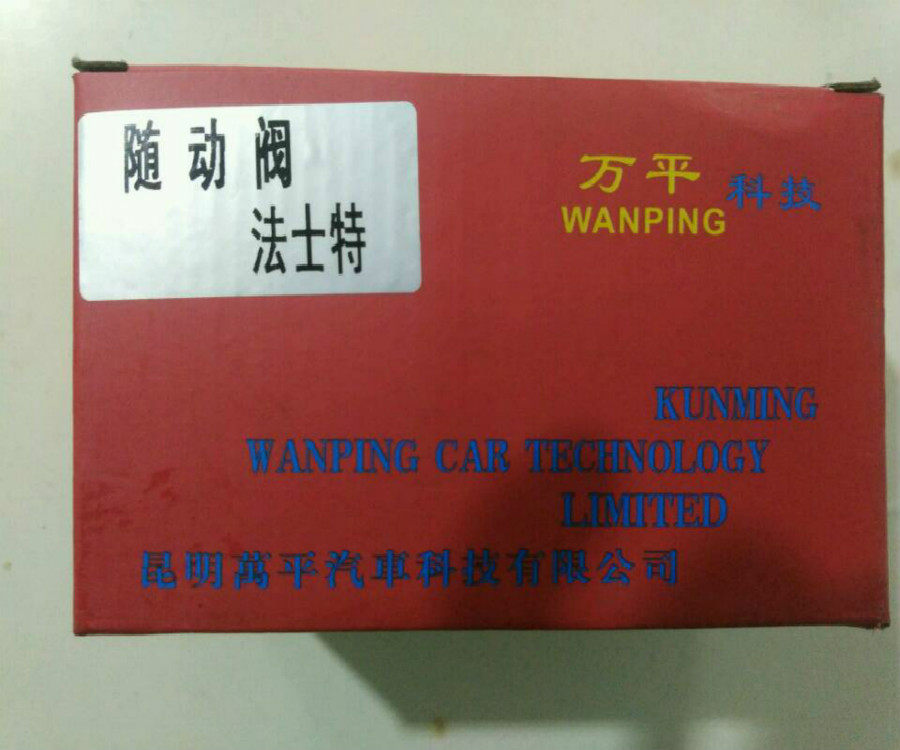 随动阀
法士特
万平 科技
WANPING
KUNMING
WANPING CAR TECHNOLOGY
LIMITED
昆明萬平汽車科技有限公司